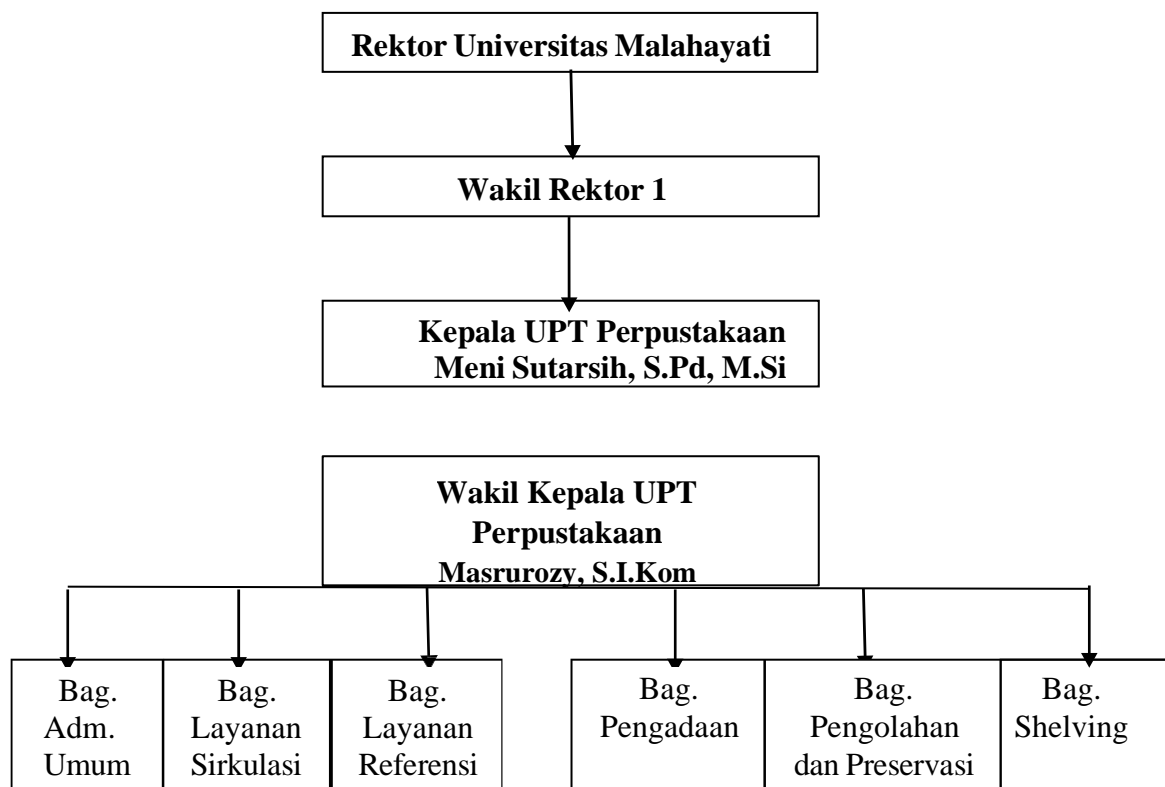 Rektor Universitas Malahayati
Wakil Rektor 1
Kepala UPT Perpustakaan
Meni Sutarsih, S.Pd, M.Si
Wakil Kepala UPT
Perpustakaan
Masrurozy, S.I.Kom
Bag.
Adm.
Umum
Bag.
Layanan
Sirkulasi
Bag.
Layanan
Referensi
Bag.
Pengadaan
Bag.
Pengolahan
dan Preservasi
Bag.
Shelving